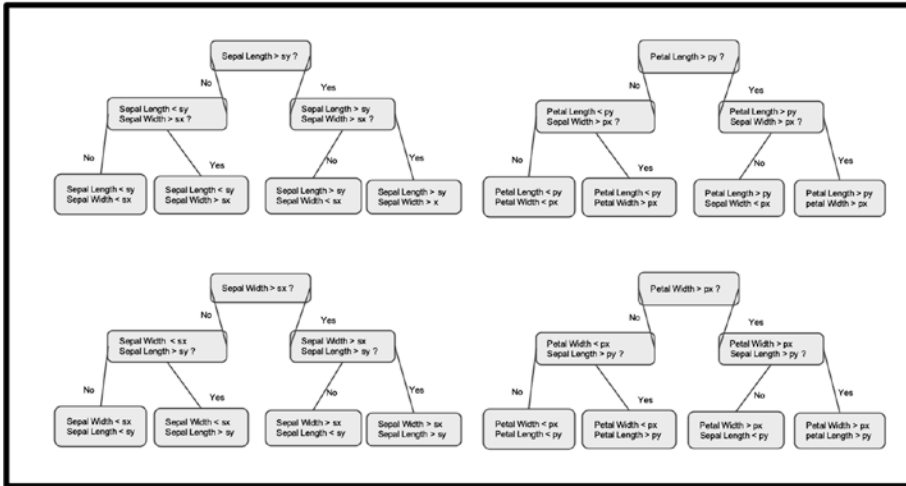 Sepal Length > sy ?
No
Yes
Sepal Length < sy
Sepal Width > sx ?
Sepal Length > sy
Sepal Width > sx ?
No
Yes
No
Yes
Sepal Length < sy
Sepal Width < sx
Sepal Length < sy
Sepal Width > sx
Sepal Length > sy
Sepal Width < sx
Sepal Length > sy
Sepal Width > x
Petal Length > py ?
No
Yes
Petal Length < py
Sepal Width > px ?
Petal Length > py
Sepal Width > px ?
No
Yes
No
Yes
Petal Length < py
Petal Width < px
Petal Length < py
Petal Width > px
Petal Length > py
Sepal Width < px
Petal Length > py
petal Width > px
Sepal Width > sx ?
No
Yes
Sepal Width < sx
Sepal Length > sy ?
Sepal Width > sx
Sepal Length > sy ?
No
Yes
No
Yes
Sepal Width < sx
Sepal Length < sy
Sepal Width < sx
Sepal Length > sy
Sepal Width > sx
Sepal Length < sy
Sepal Width > sx
Sepal Length > sy
Petal Width > px ?
No
Yes
Petal Width < px
Sepal Length > py ?
Petal Width > px
Sepal Length > py ?
No
Yes
No
Yes
Petal Width < px
Petal Length < py
Petal Width < px
Petal Length > py
Petal Width > px
Sepal Length < py
Petal Width > px
petal Length > py